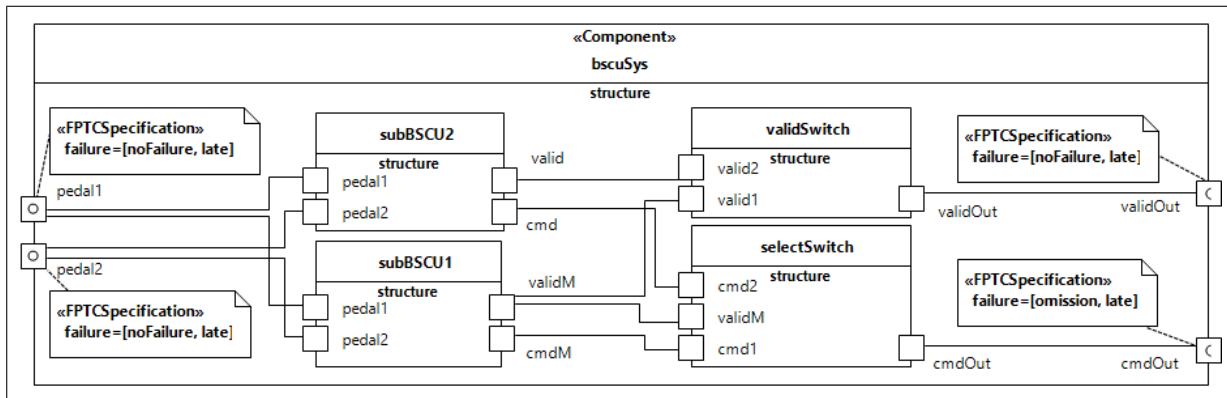 «Component»
bscuSys
structure
«FPTCSpecification»
failure=[noFailure, late]
pedal1
pedal2
«FPTCSpecification»
failure=[noFailure, late]
subBSCU2
structure
pedal1
pedal2
valid
cmd
subBSCU1
structure
pedal1
pedal2
validM
cmdM
validSwitch
structure
valid2
valid1
validOut
selectSwitch
structure
cmd2
validM
cmd1
cmdOut
«FPTCSpecification»
failure=[noFailure, late]
validOut
«FPTCSpecification»
failure=[omission, late]
cmdOut